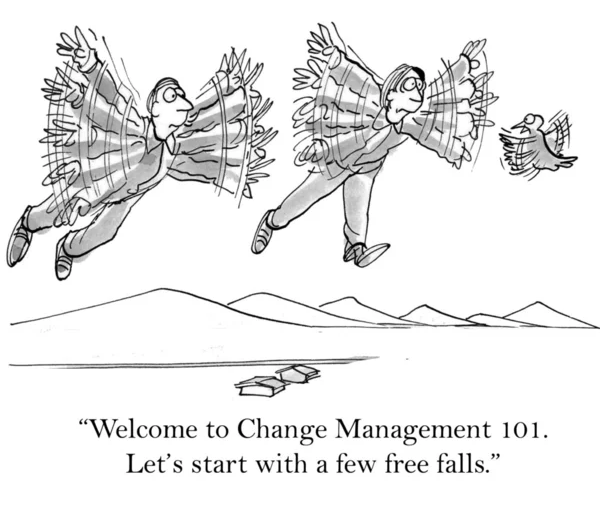 “Welcome to Change Management 101.
Let’s start with a few free falls.”